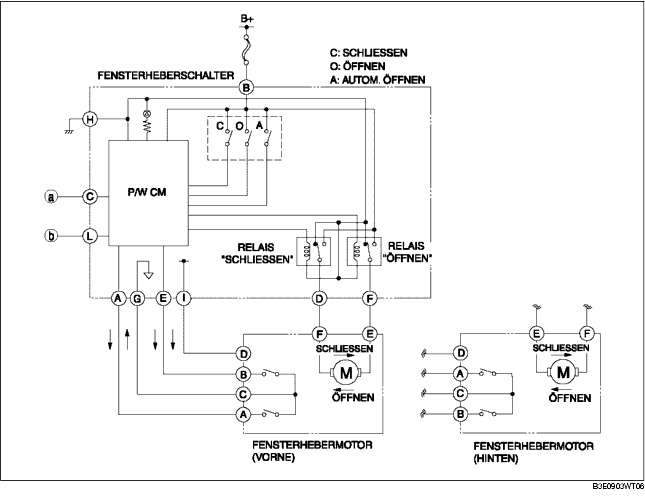 B+
C: SCHLIESSEN
O: ÖFFNEN
A: AUTOM. ÖFFNEN
FENSTERHEBERSCHALTER
B
H
C O A
a C
P/W CM
b L
RELAIS
"SCHLIESSEN"
RELAIS
"ÖFFNEN"
A G E I D F
F E
SCHLIESSEN
M
ÖFFNEN
D
B
C
A
FENSTERHEBERMOTOR
(VORNE)
E F
SCHLIESSEN
M
ÖFFNEN
D
A
C
B
FENSTERHEBERMOTOR
(HINTEN)
B3E0903WT06